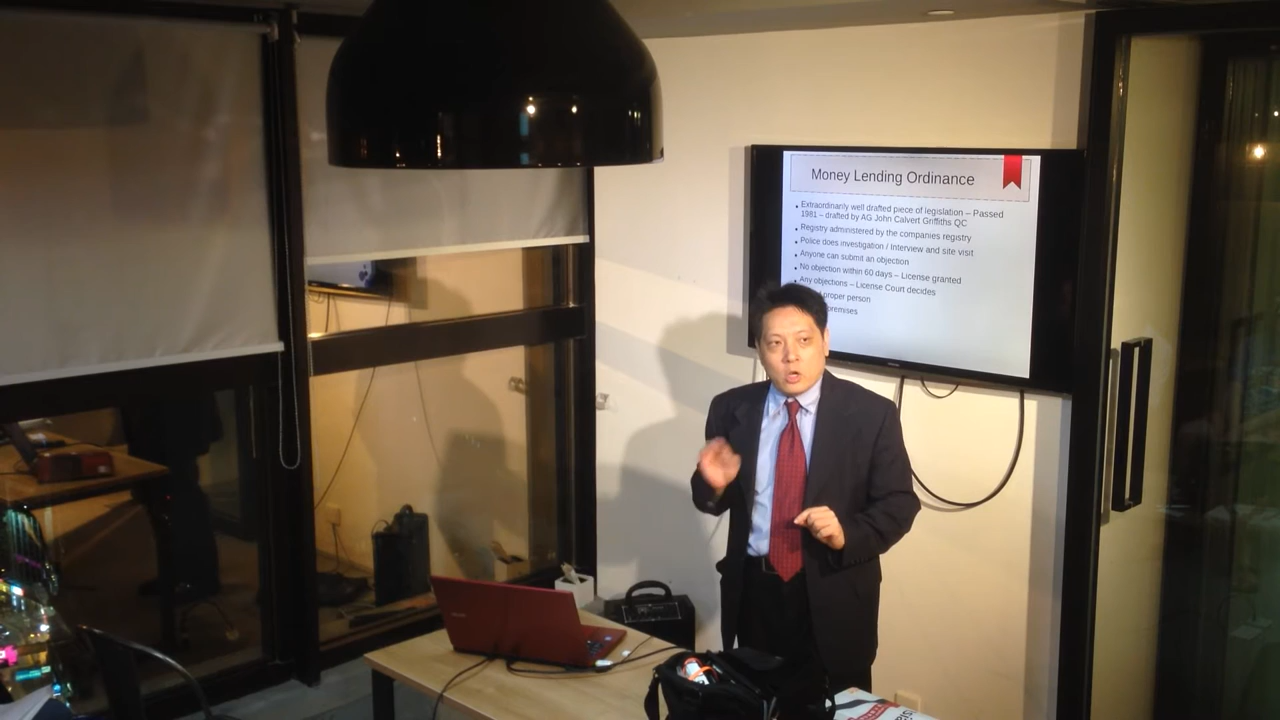 Money Lending Ordinance
• Extraordinarily well drafted piece of legislation – Passed
1981 – drafted by AG John Calvert Griffiths QC
• Registry administered by the companies registry
• Police does investigation / Interview and site visit
• Anyone can submit an objection
• No objection within 60 days – License granted
• Any objections – License Court decides
proper person
premises